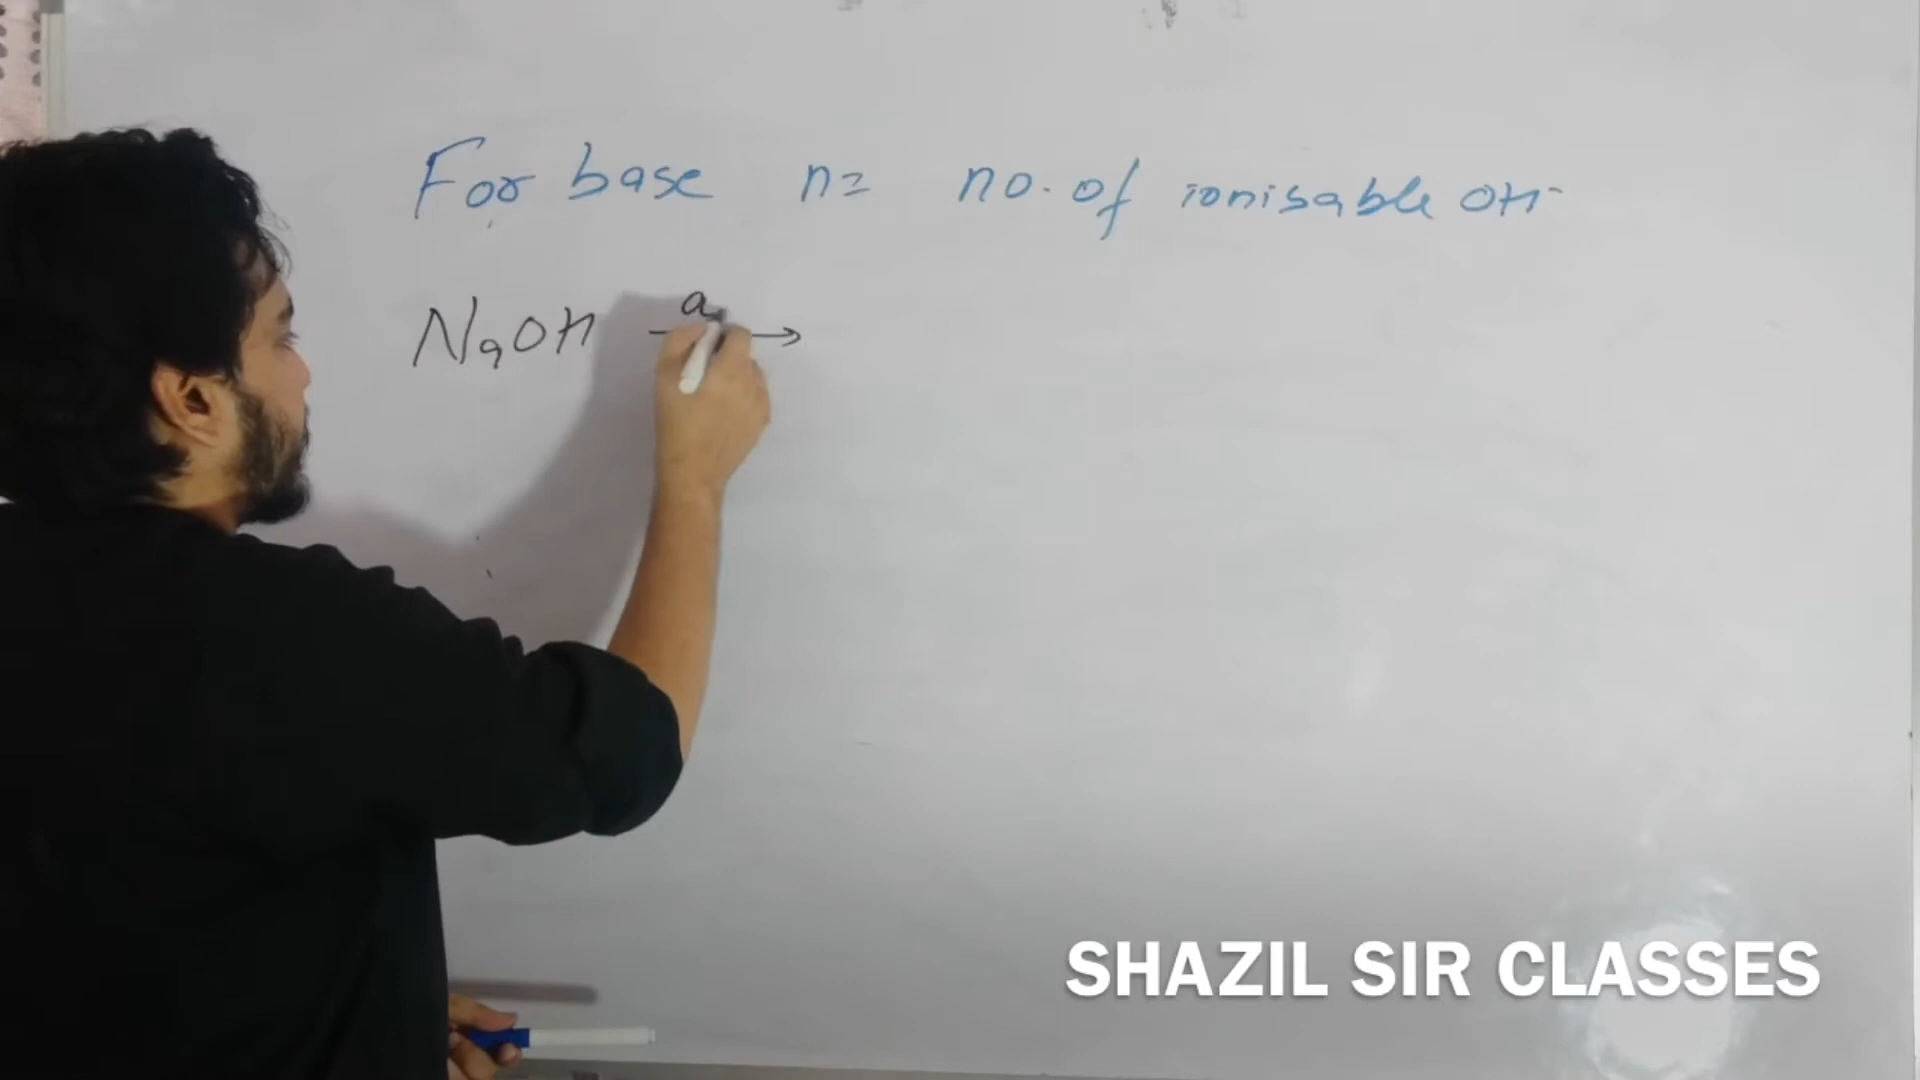 For base n= no. of ionisable OH-
NaOH a →
SHAZIL SIR CLASSES